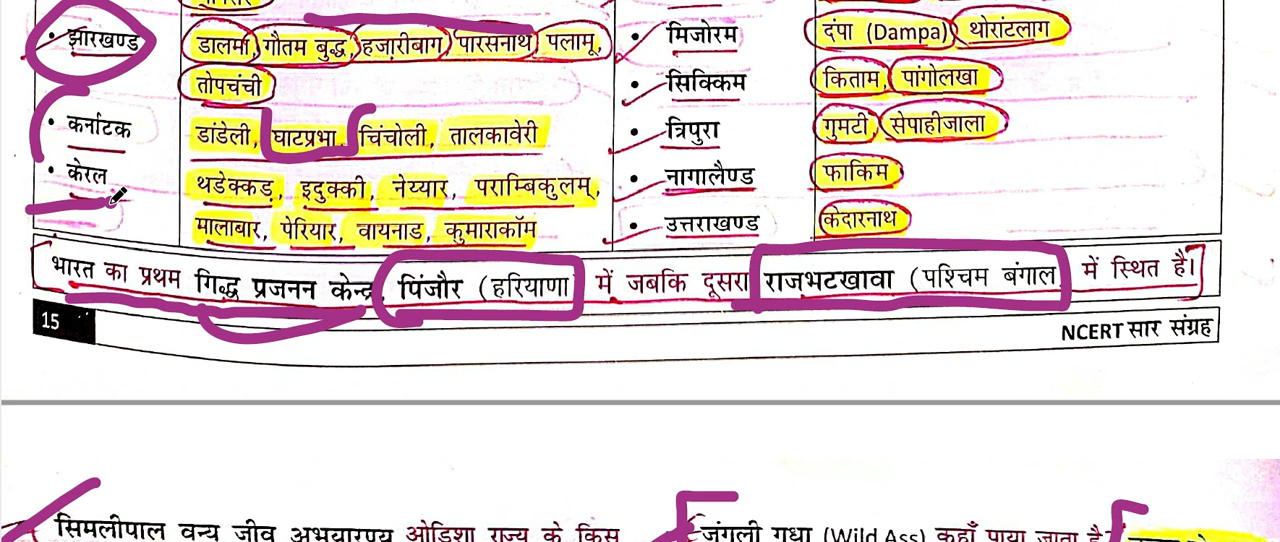 • झारखण्ड डालमा, गौतम बुद्ध, हजारीबाग पारसनाथ पलामू, • मिजोरम दंपा (Dampa) थोरांटलाग
तोपचंची • सिक्किम किताम, पांगोलखा
• कर्नाटक डांडेली, घाटप्रभा, चिंचोली, तालकावेरी • त्रिपुरा गुमटी, सेपाहीजाला
• केरल थडेक्कड़, इदुक्की, नेय्यार, पराम्बिकुलम्, • नागालैण्ड फाकिम
मालाबार, पेरियार, वायनाड, कुमाराकॉम • उत्तराखण्ड केदारनाथ
भारत का प्रथम गिद्ध प्रजनन केन्द्र पिंजौर (हरियाणा में जबकि दूसरा राजभटखावा (पश्चिम बंगाल में स्थित है।
15
NCERT सार संग्रह
सिमलीपाल वन्य जीव अभयारण्य ओडिशा राज्य के किस
जंगली गधा (Wild Ass) कहाँ पाया जाता है?